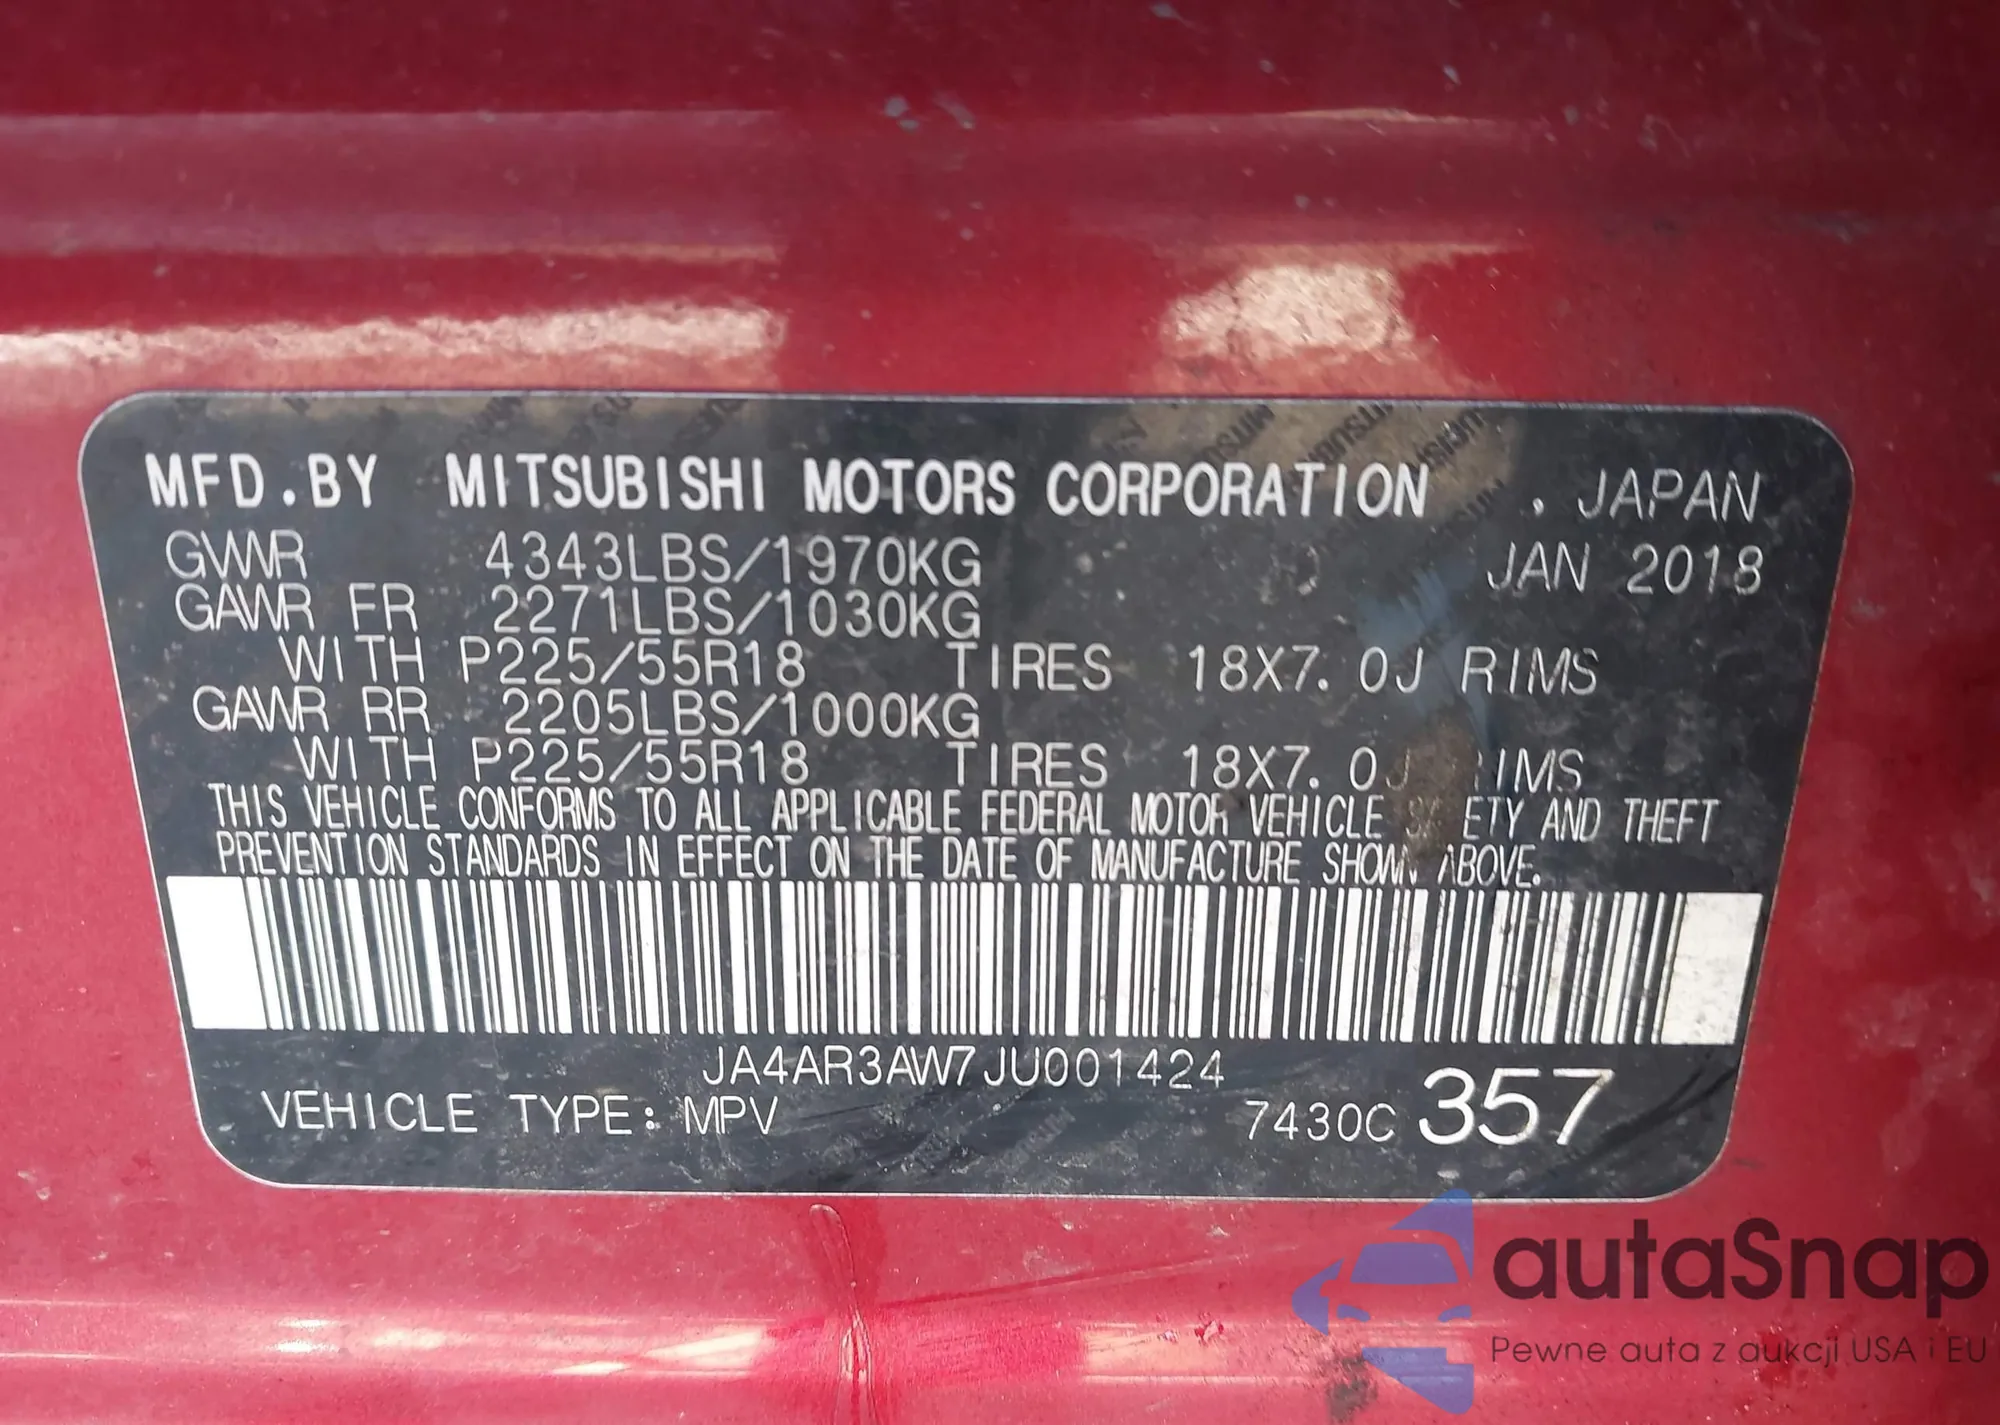 MFD.BY MITSUBISHI MOTORS CORPORATION . JAPAN
GVWR 4343LBS/1970KG JAN 2018
GAWR FR 2271LBS/1030KG
WITH P225/55R18 TIRES 18X7.0J RIMS
GAWR RR 2205LBS/1000KG
WITH P225/55R18 TIRES 18X7.0J RIMS
THIS VEHICLE CONFORMS TO ALL APPLICABLE FEDERAL MOTOR VEHICLE SAFETY AND THEFT
PREVENTION STANDARDS IN EFFECT ON THE DATE OF MANUFACTURE SHOWN ABOVE.
JA4AR3AW7JU001424
VEHICLE TYPE: MPV 7430C 357
autaSnap
Pewne auta z aukcji USA i EU